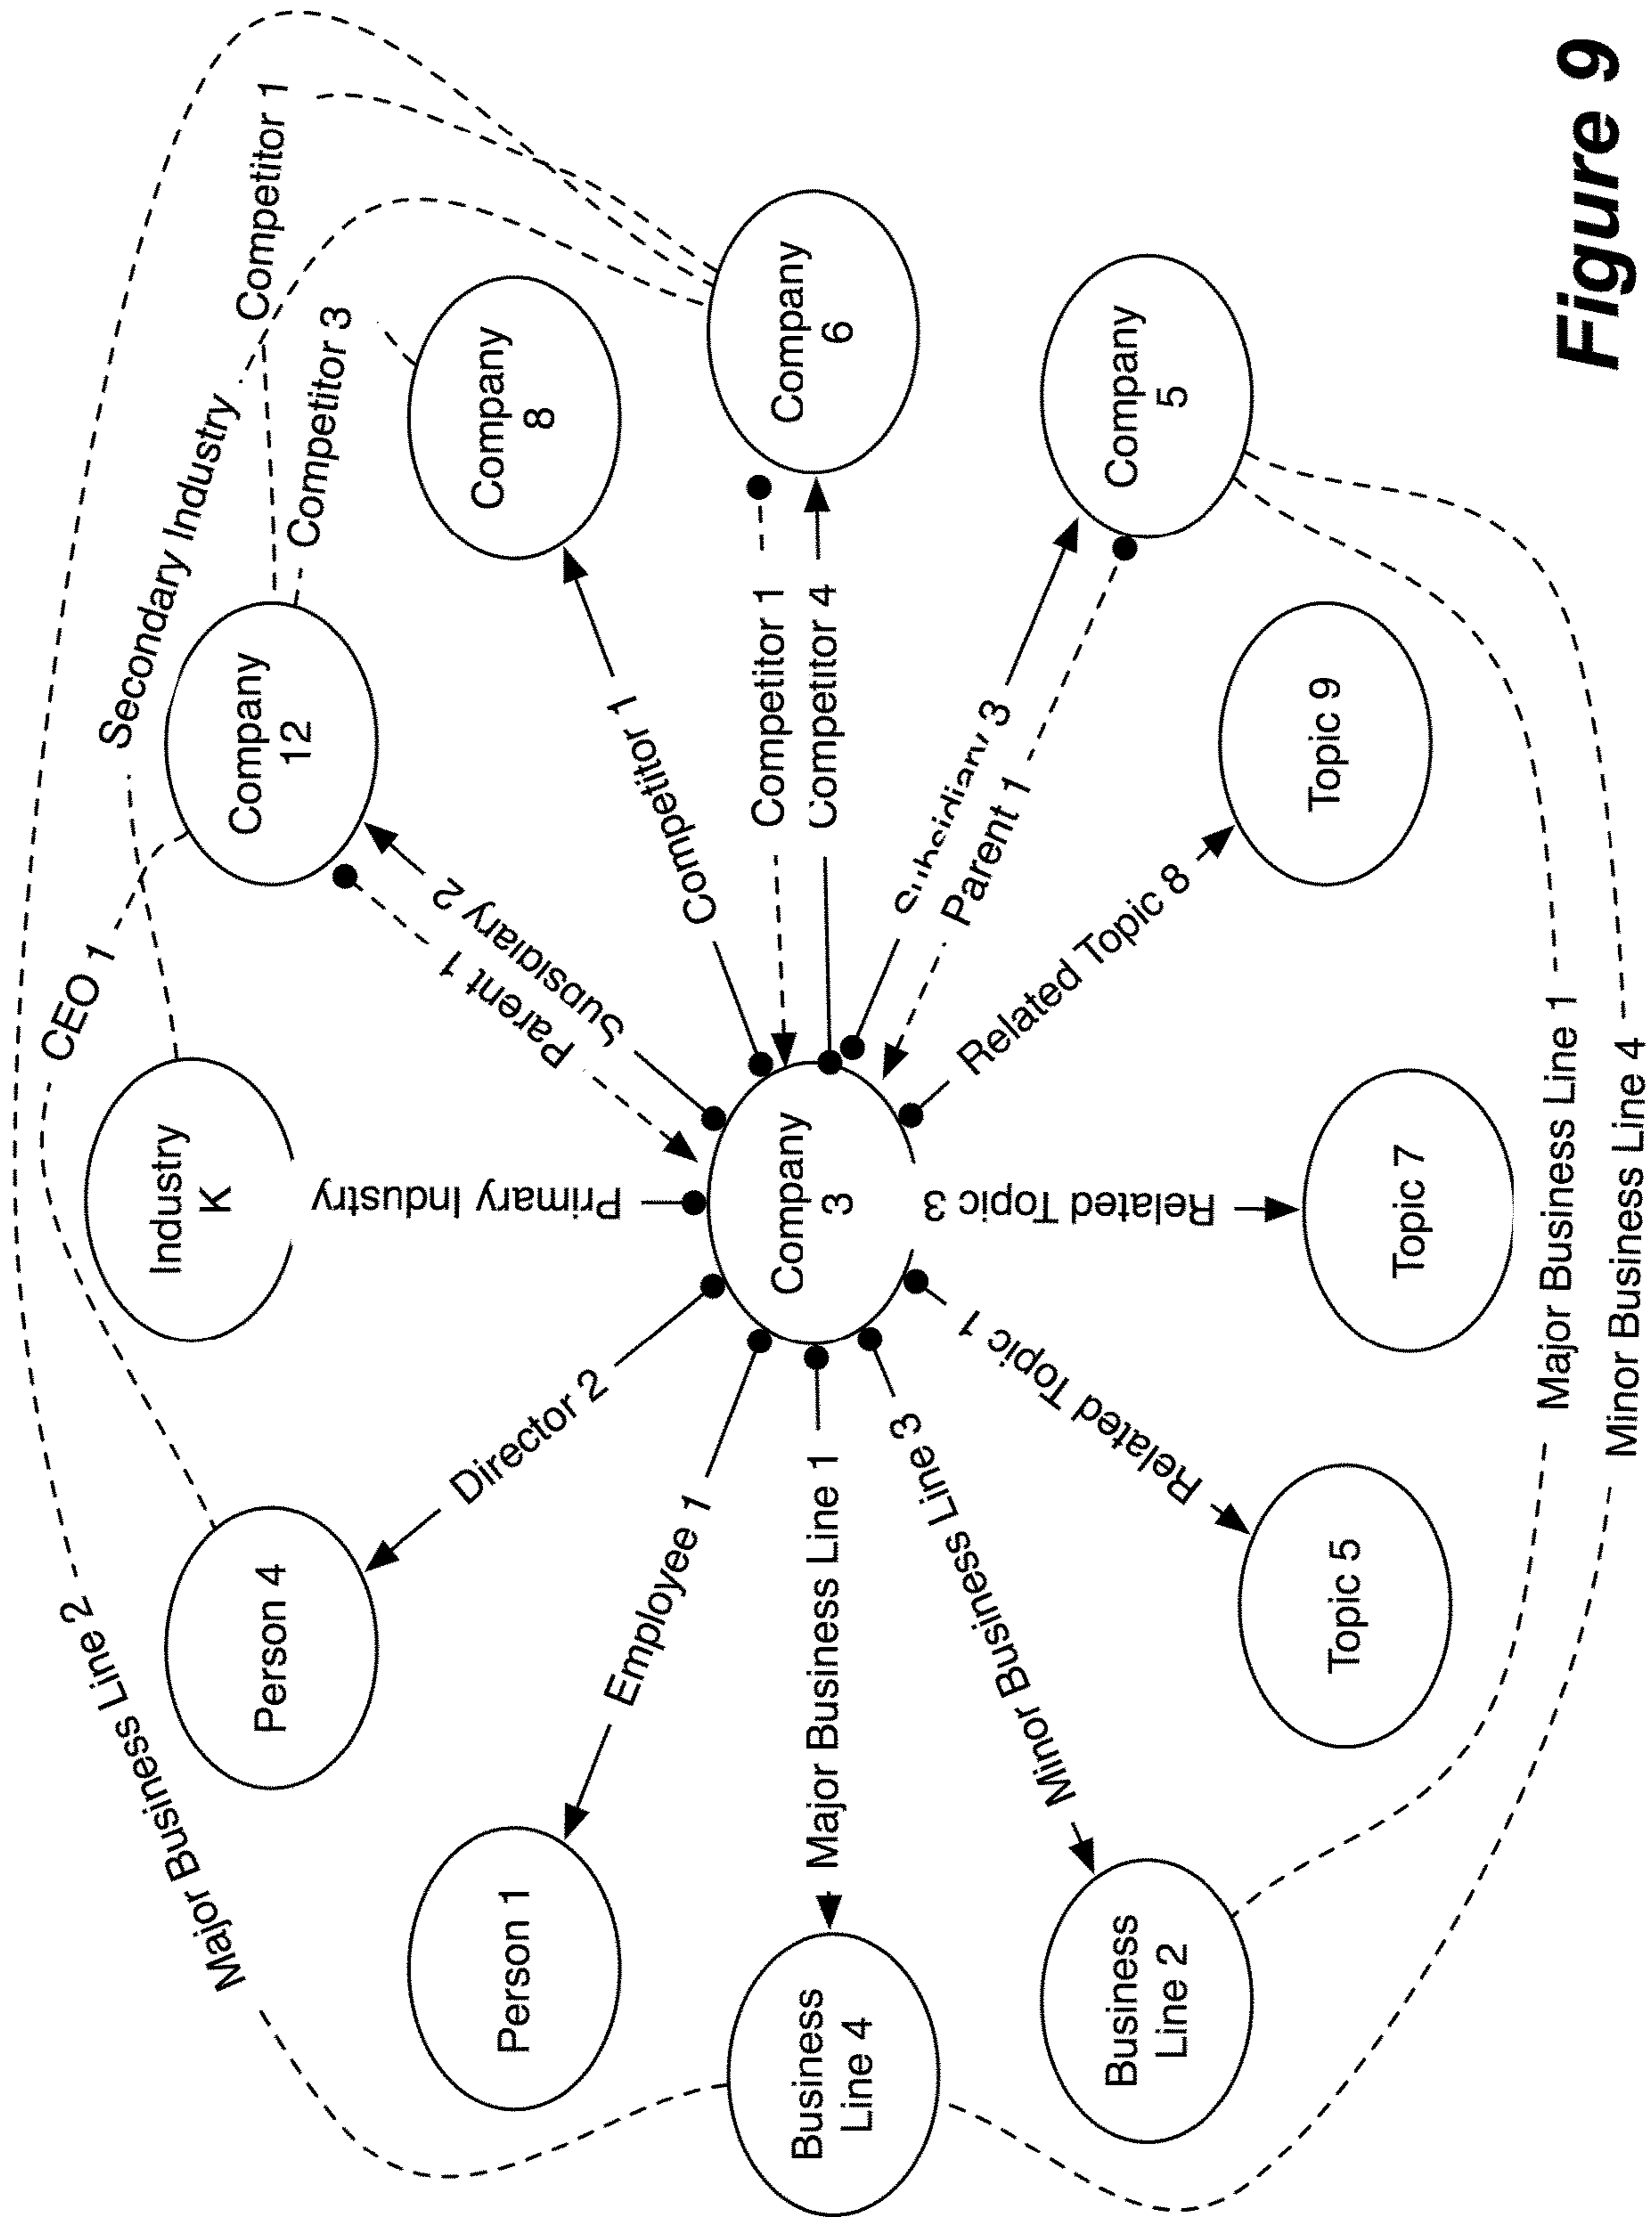 Major Business Line 2
CEO 1
Secondary Industry
Competitor 1
Competitor 3
Person 4
Industry
K
Company
12
Director 2
Primary Industry
Parent 1
Subsidiary 2
Competitor 1
Person 1
Employee 1
Company
8
Business
Line 4
Major Business Line 1
Company
3
Competitor 1
Competitor 4
Company
6
Business
Line 2
Minor Business Line 3
Related Topic 1
Related Topic 3
Related Topic 8
Subsidiary 3
Parent 1
Company
5
Topic 5
Topic 7
Topic 9
Major Business Line 1
Minor Business Line 4
Figure 9